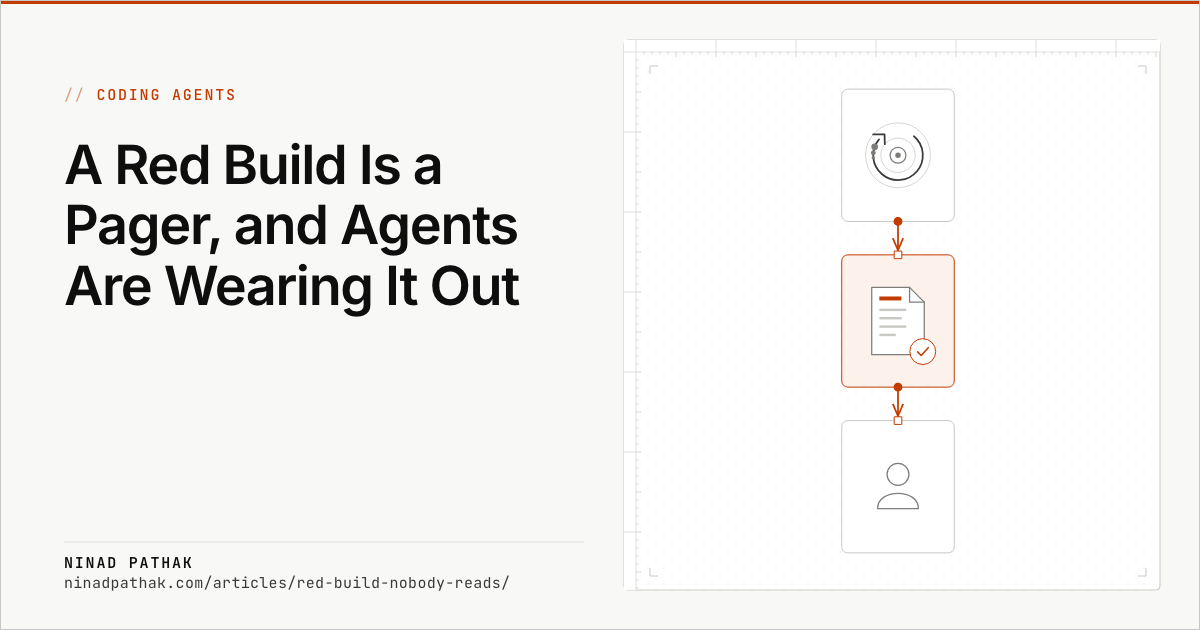 // CODING AGENTS
A Red Build Is a
Pager, and Agents
Are Wearing It Out
NINAD PATHAK
ninadpathak.com/articles/red-build-nobody-reads/